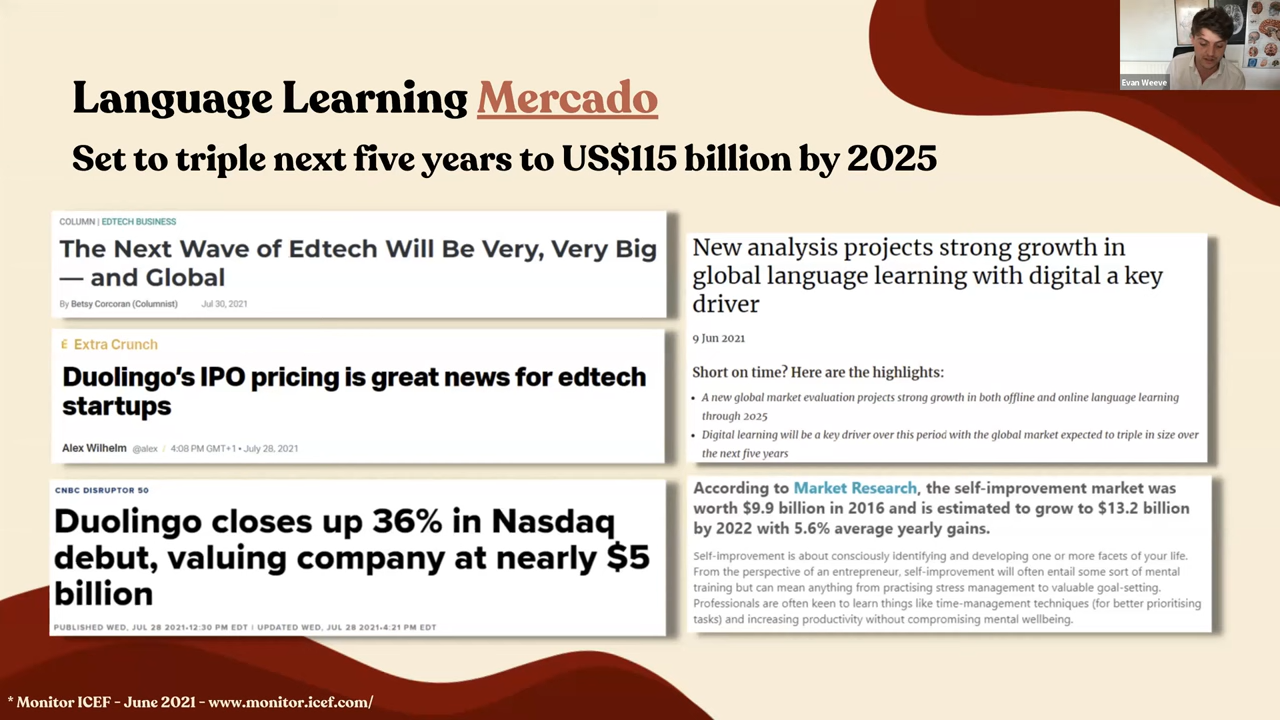 Evan Weeve
Language Learning Mercado
Set to triple next five years to US$115 billion by 2025
COLUMN | EDTECH BUSINESS
The Next Wave of Edtech Will Be Very, Very Big
— and Global
By Betsy Corcoran (Columnist) Jul 30, 2021
Extra Crunch
Duolingo's IPO pricing is great news for edtech
startups
Alex Wilhelm @alex / 4:08 PM GMT+1 • July 28, 2021
CNBC DISRUPTOR 50
Duolingo closes up 36% in Nasdaq
debut, valuing company at nearly $5
billion
PUBLISHED WED, JUL 28 2021•12:30 PM EDT | UPDATED WED, JUL 28 2021•4:21 PM EDT
New analysis projects strong growth in
global language learning with digital a key
driver
9 Jun 2021
Short on time? Here are the highlights:
• A new global market evaluation projects strong growth in both offline and online language learning
through 2025
• Digital learning will be a key driver over this period with the global market expected to triple in size over
the next five years
According to Market Research, the self-improvement market was
worth $9.9 billion in 2016 and is estimated to grow to $13.2 billion
by 2022 with 5.6% average yearly gains.
Self-improvement is about consciously identifying and developing one or more facets of your life.
From the perspective of an entrepreneur, self-improvement will often entail some sort of mental
training but can mean anything from practising stress management to valuable goal-setting.
Professionals are often keen to learn things like time-management techniques (for better prioritising
tasks) and increasing productivity without compromising mental wellbeing.
* Monitor ICEF - June 2021 - www.monitor.icef.com/